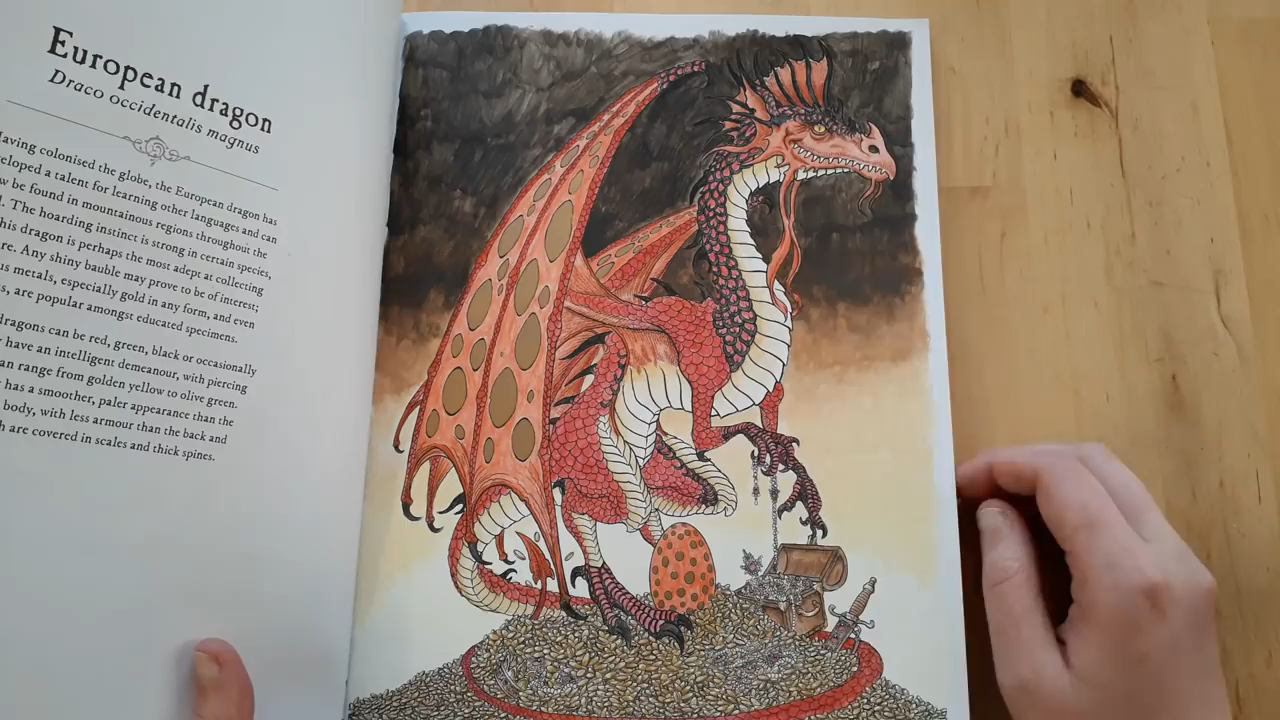 European dragon
Draco occidentalis magnus
Having colonised the globe, the European dragon has
eloped a talent for learning other languages and can
w be found in mountainous regions throughout the
l. The hoarding instinct is strong in certain species,
his dragon is perhaps the most adept at collecting
re. Any shiny bauble may prove to be of interest;
us metals, especially gold in any form, and even
s, are popular amongst educated specimens.
dragons can be red, green, black or occasionally
have an intelligent demeanour, with piercing
an range from golden yellow to olive green.
has a smoother, paler appearance than the
body, with less armour than the back and
h are covered in scales and thick spines.